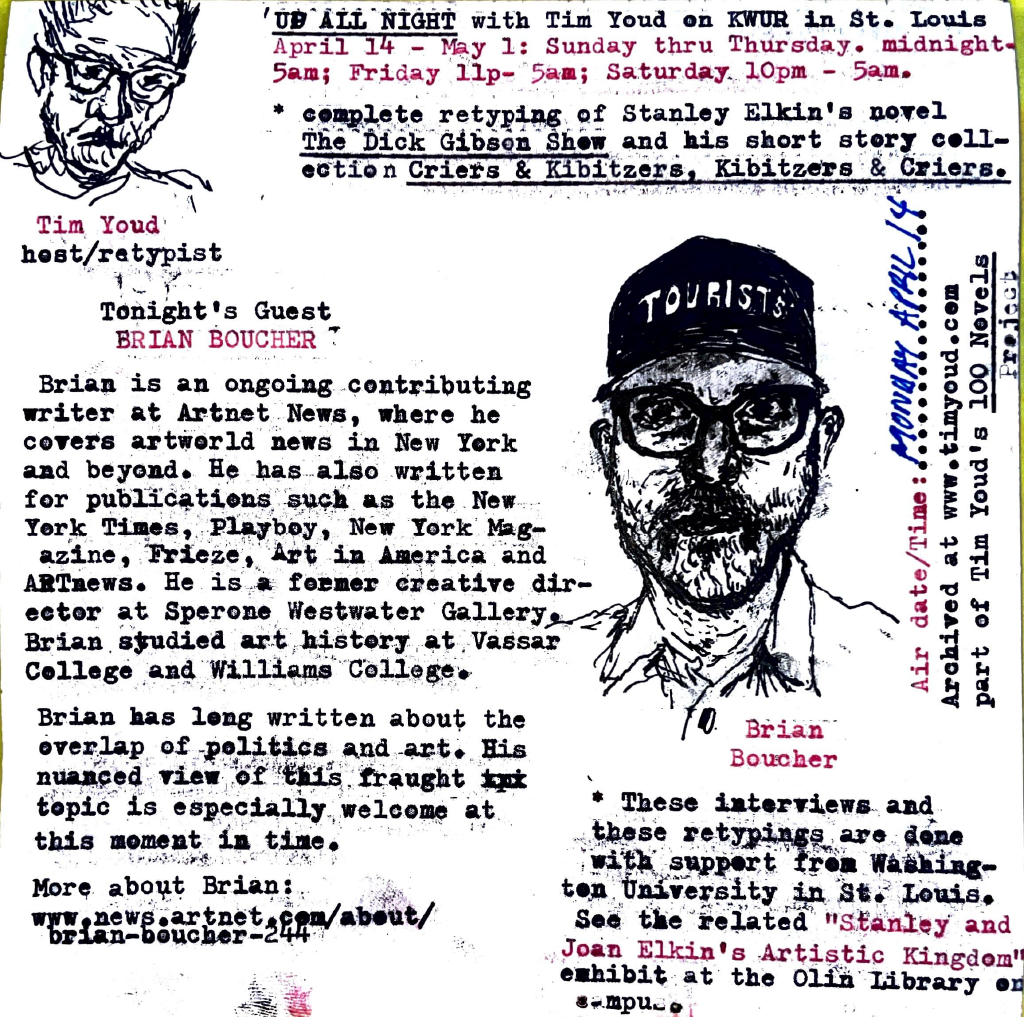 'UP ALL NIGHT with Tim Youd on KWUR in St. Louis
April 14 - May 1: Sunday thru Thursday. midnight-
5am; Friday 11p- 5am; Saturday 10pm - 5am.
* complete retyping of Stanley Elkin's novel
The Dick Gibson Show and his short story coll-
ection Criers & Kibitzers, Kibitzers & Criers.
Tim Youd
host/retypist
Tonight's Guest
BRIAN BOUCHER
Brian is an ongoing contributing
writer at Artnet News, where he
covers artworld news in New York
and beyond. He has also written
for publications such as the New
York Times, Playboy, New York Mag-
azine, Frieze, Art in America and
ARTnews. He is a former creative dir-
ector at Sperone Westwater Gallery.
Brian studied art history at Vassar
College and Williams College.
Brian has long written about the
overlap of politics and art. His
nuanced view of this fraught
topic is especially welcome at
this moment in time.
More about Brian:
www.news.artnet.com/about/
brian-boucher-244
TOURISTS
Brian
Boucher
Air date/Time: MONDAY APRIL 14
Archived at www.timyoud.com
part of Tim Youd's 100 Novels
Project
* These interviews and
these retypings are done
with support from Washing-
ton University in St. Louis.
See the related "Stanley and
Joan Elkin's Artistic Kingdom"
exhibit at the Olin Library on
campus.